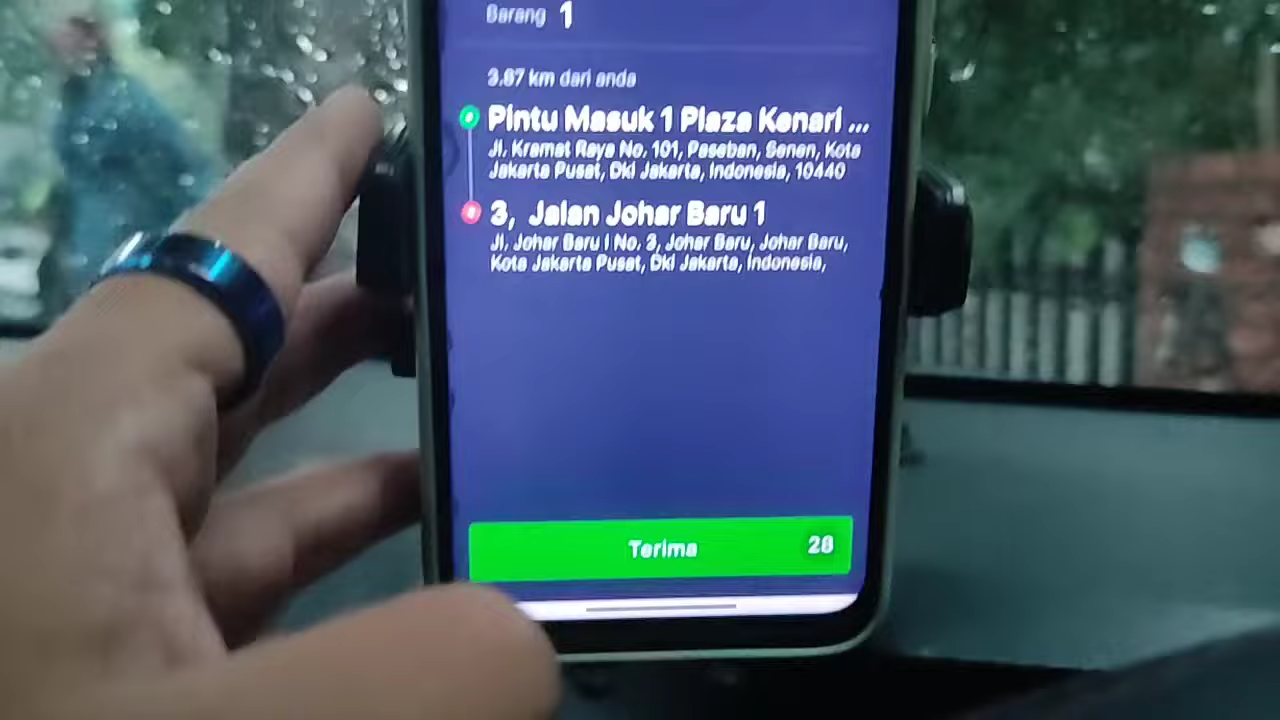 Barang 1
3.87 km dari anda
Pintu Masuk 1 Plaza Kenari ...
Jl. Kramat Raya No. 101, Paseban, Senen, Kota
Jakarta Pusat, Dki Jakarta, Indonesia, 10440
3, Jalan Johar Baru 1
Jl. Johar Baru I No. 3, Johar Baru, Johar Baru,
Kota Jakarta Pusat, Dki Jakarta, Indonesia,
Terima 28